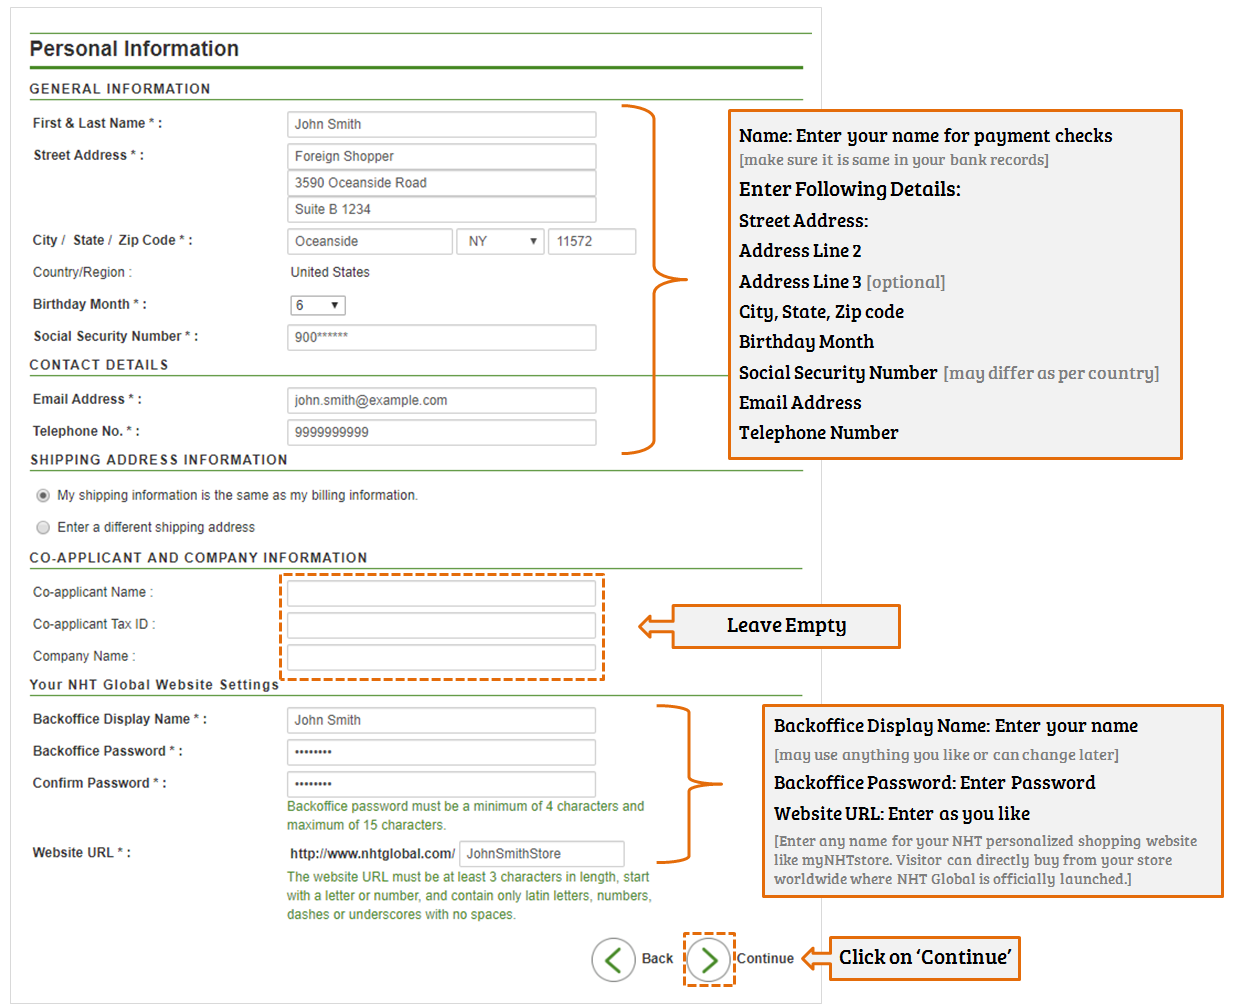 Personal Information
GENERAL INFORMATION
First & Last Name * :
John Smith
Street Address * :
Foreign Shopper
3590 Oceanside Road
Suite B 1234
City / State / Zip Code * :
Oceanside
NY
11572
Country/Region :
United States
Birthday Month * :
6
Social Security Number * :
900******
CONTACT DETAILS
Email Address * :
john.smith@example.com
Telephone No. * :
9999999999
SHIPPING ADDRESS INFORMATION
My shipping information is the same as my billing information.
Enter a different shipping address
CO-APPLICANT AND COMPANY INFORMATION
Co-applicant Name :
Co-applicant Tax ID :
Company Name :
Your NHT Global Website Settings
Backoffice Display Name * :
John Smith
Backoffice Password * :
••••••••
Confirm Password * :
••••••••
Backoffice password must be a minimum of 4 characters and
maximum of 15 characters.
Website URL * :
http://www.nhtglobal.com/
JohnSmithStore
The website URL must be at least 3 characters in length, start
with a letter or number, and contain only latin letters, numbers,
dashes or underscores with no spaces.
Back
Continue
Name: Enter your name for payment checks
[make sure it is same in your bank records]
Enter Following Details:
Street Address:
Address Line 2
Address Line 3 [optional]
City, State, Zip code
Birthday Month
Social Security Number [may differ as per country]
Email Address
Telephone Number
Leave Empty
Backoffice Display Name: Enter your name
[may use anything you like or can change later]
Backoffice Password: Enter Password
Website URL: Enter as you like
[Enter any name for your NHT personalized shopping website
like myNHTstore. Visitor can directly buy from your store
worldwide where NHT Global is officially launched.]
Click on ‘Continue’